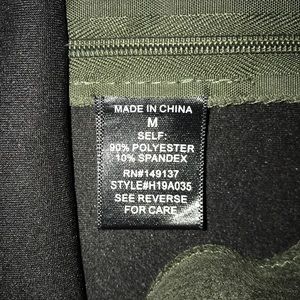 MADE IN CHINA
M
SELF:
90% POLYESTER
10% SPANDEX
RN#149137
STYLE#H19A035
SEE REVERSE
FOR CARE